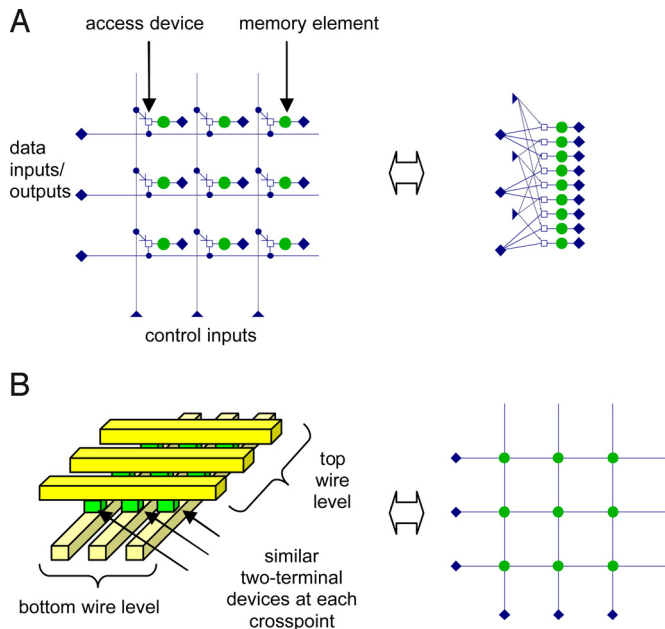 A
access device
memory element
data
inputs/
outputs
control inputs
B
top
wire
level
similar
two-terminal
devices at each
crosspoint
bottom wire level